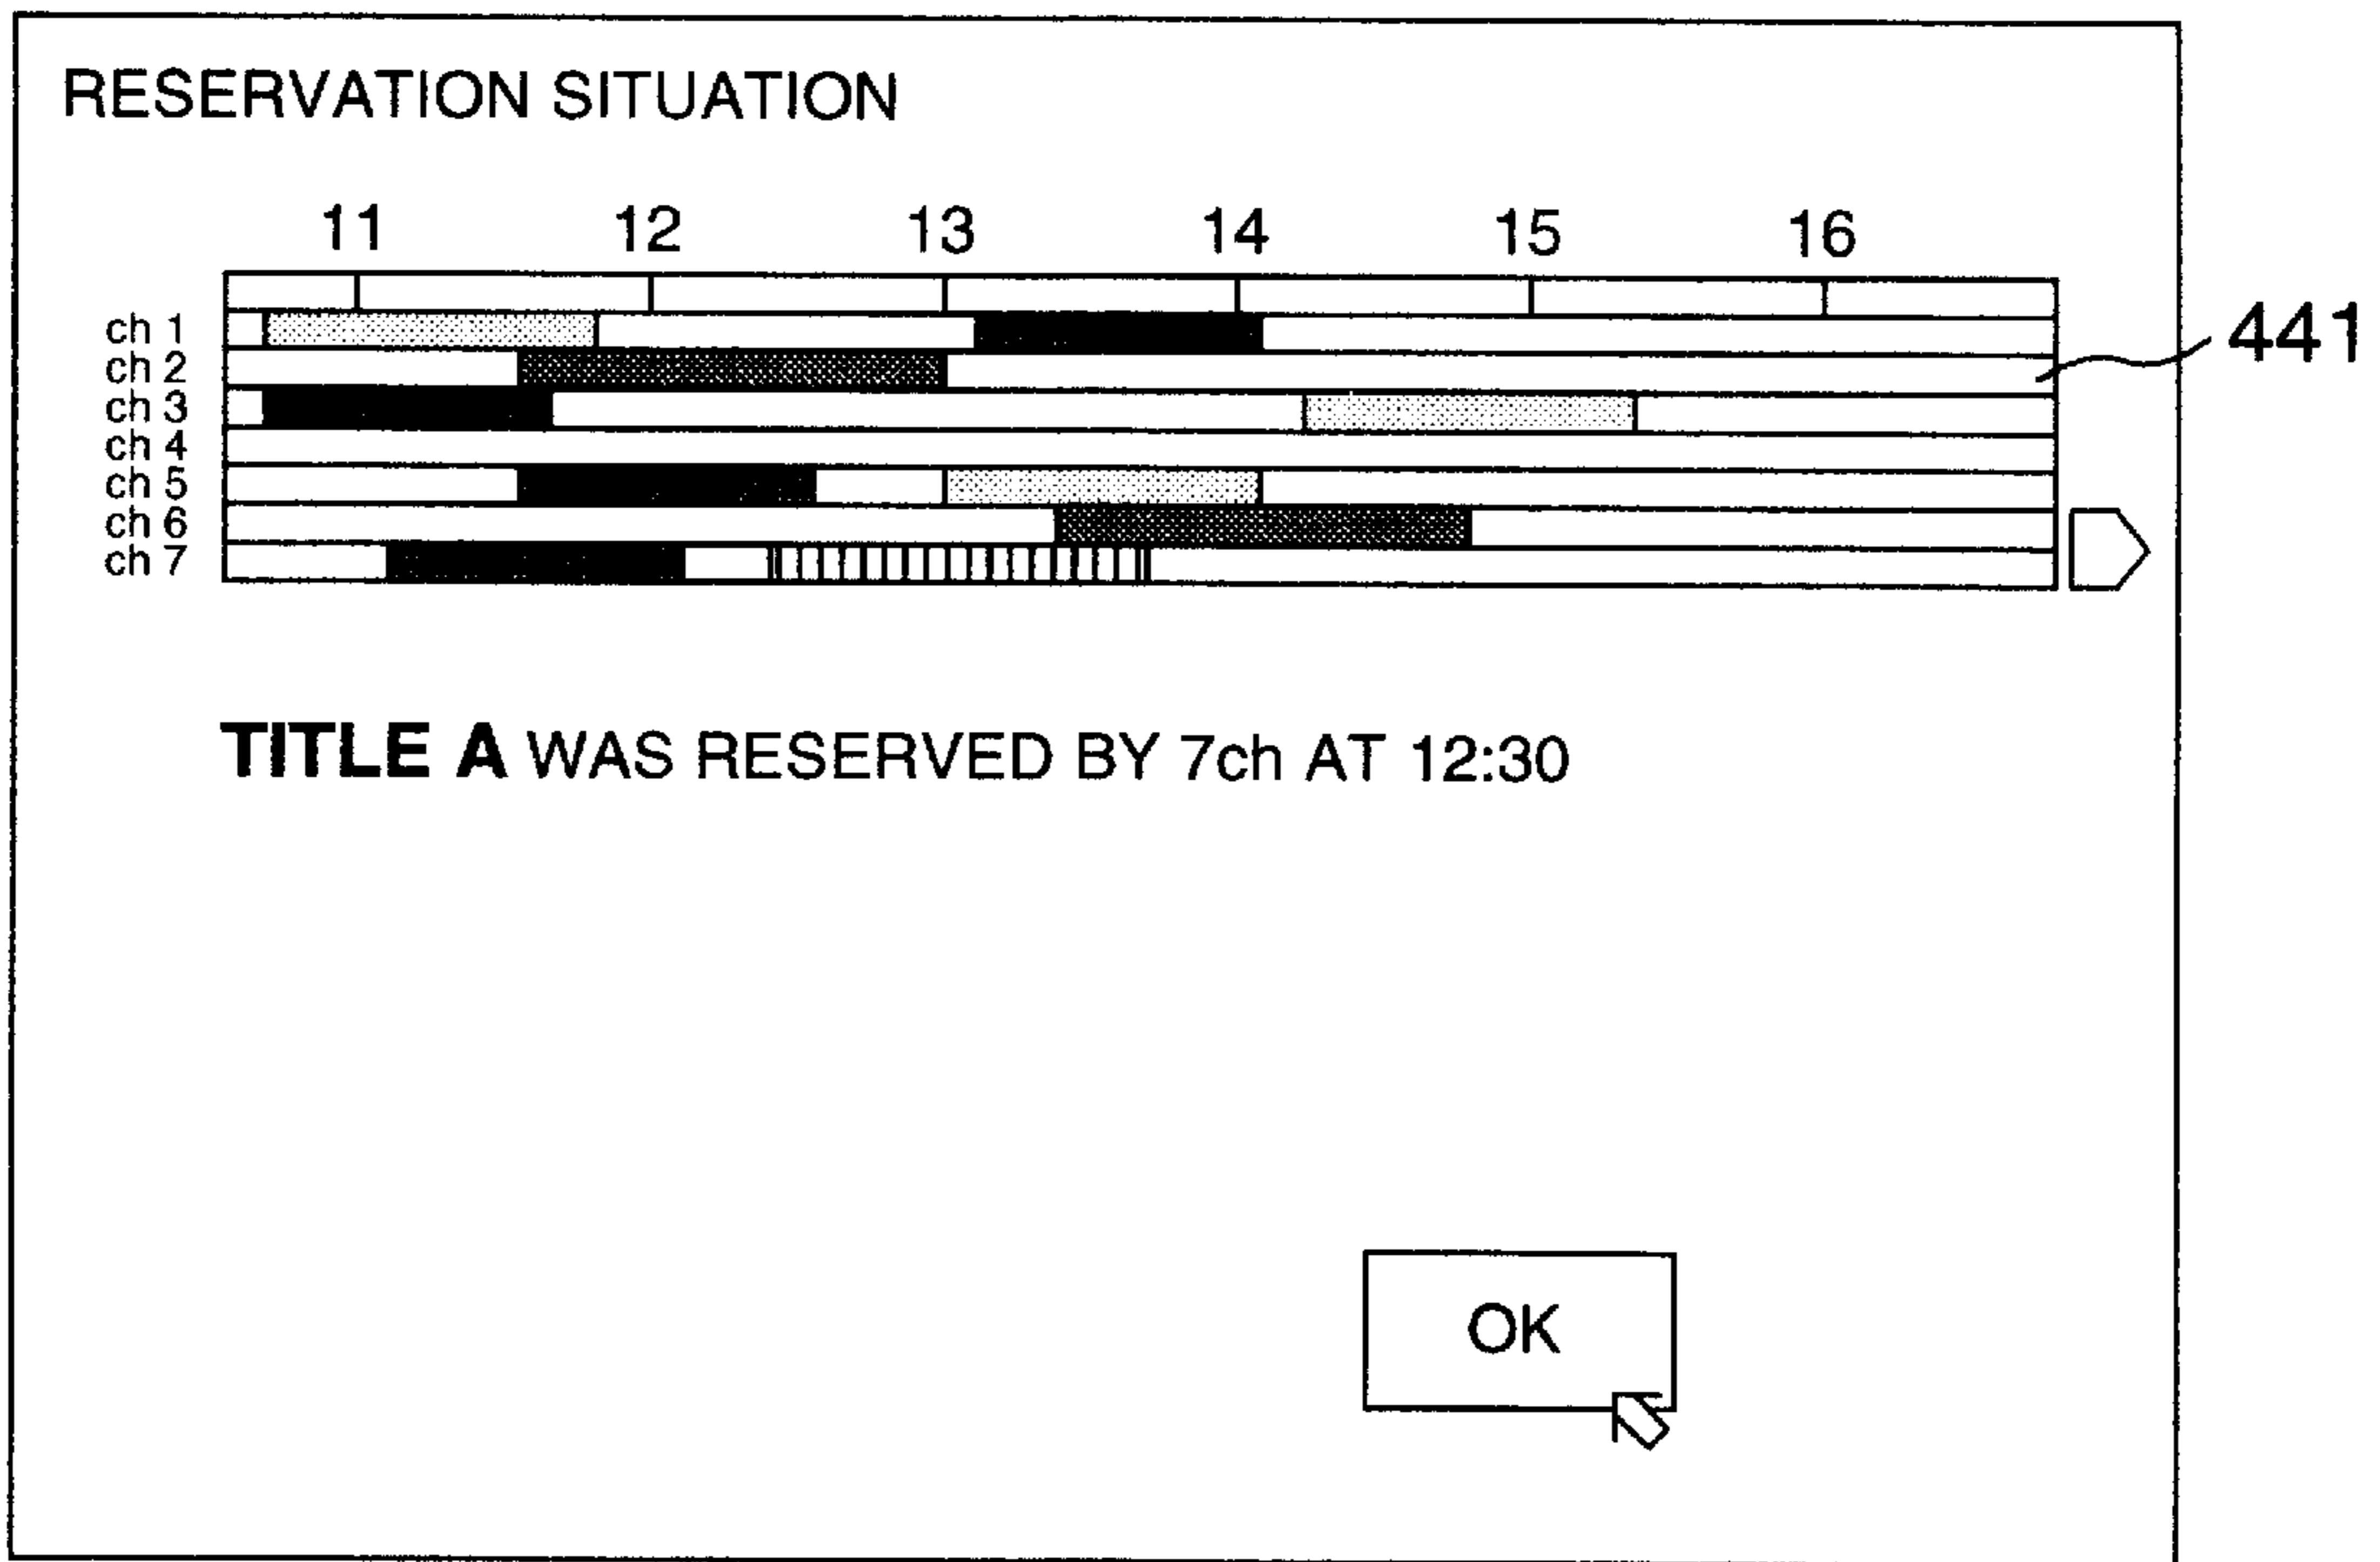 RESERVATION SITUATION
11 12 13 14 15 16
ch 1
441
ch 2
ch 3
ch 4
ch 5
ch 6
ch 7
TITLE A WAS RESERVED BY 7ch AT 12:30
OK